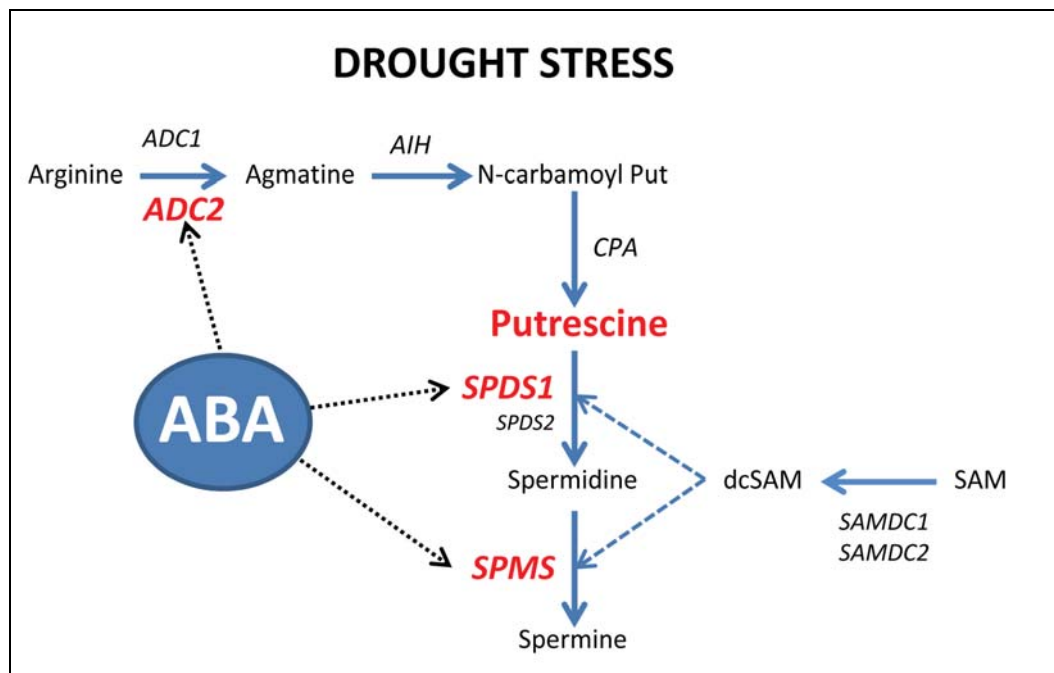 DROUGHT STRESS
ADC1
AIH
Arginine
Agmatine
N-carbamoyl Put
ADC2
CPA
Putrescine
ABA
SPDS1
SPDS2
Spermidine
dcSAM
SAM
SAMDC1
SAMDC2
SPMS
Spermine